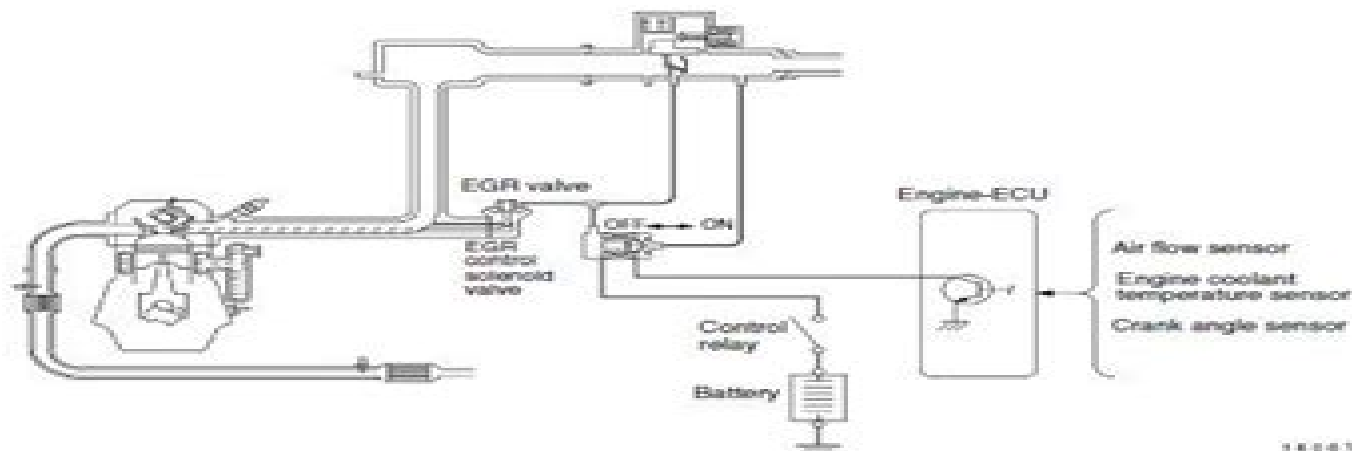 EGR valve
OFF
ON
EGR
control
solenoid
valve
Engine-ECU
Air flow sensor
Engine coolant
temperature sensor
Crank angle sensor
Control
relay
Battery